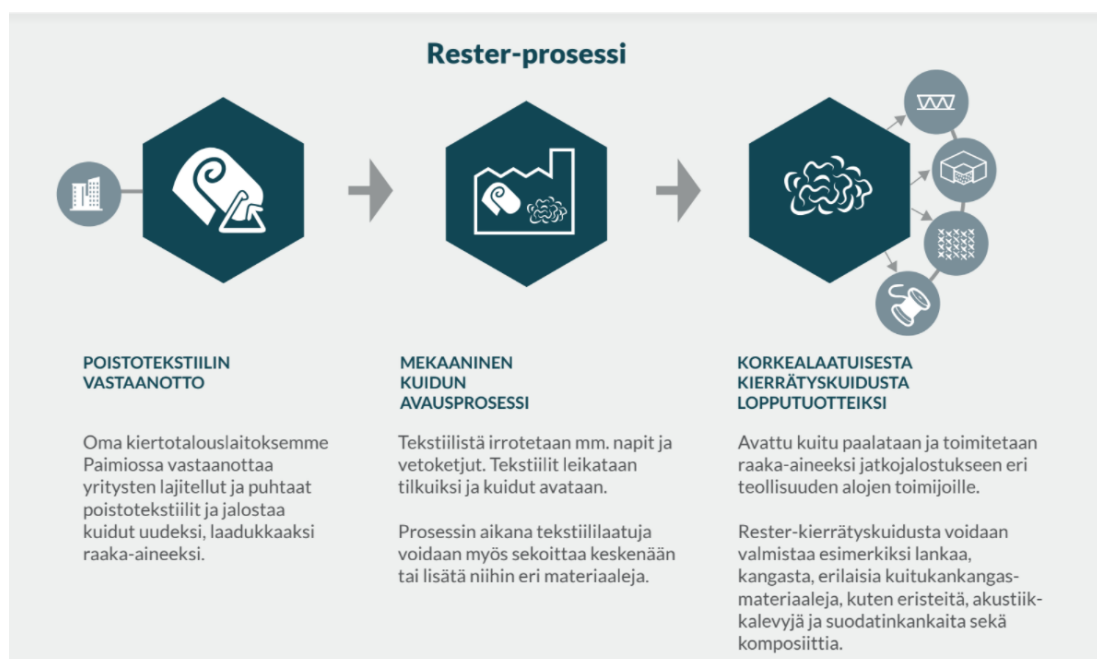 Rester-prosessi
POISTOTEKSTIILIN
VASTAANOTTO
Oma kiertotalouslaitoksemme
Paimiossa vastaanottaa
yritysten lajitellut ja puhtaat
poistotekstiilit ja jalostaa
kuidut uudeksi, laadukkaaksi
raaka-aineeksi.
MEKAANINEN
KUIDUN
AVAUSPROSESSI
Tekstiilistä irrotetaan mm. napit ja
vetoketjut. Tekstiilit leikataan
tilkuiksi ja kuidut avataan.
Prosessin aikana tekstiililaatuja
voidaan myös sekoittaa keskenään
tai lisätä niihin eri materiaaleja.
KORKEALAATUISESTA
KIERRÄTYSKUIDUSTA
LOPPUTUOTTEIKSI
Avattu kuitu paalataan ja toimitetaan
raaka-aineeksi jatkojalostukseen eri
teollisuuden alojen toimijoille.
Rester-kierrätyskuidusta voidaan
valmistaa esimerkiksi lankaa,
kangasta, erilaisia kuitukankangas-
materiaaleja, kuten eristeitä, akustiik-
kalevyjä ja suodatinkankaita sekä
komposiittia.